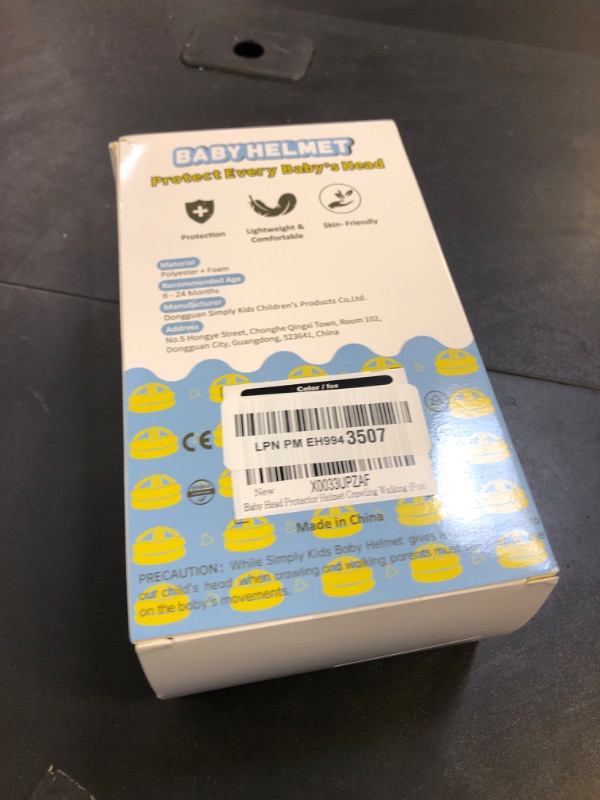 BABY HELMET
Protect Every Baby's Head
Protection
Lightweight &
Comfortable
Skin-Friendly
Material
Polyester + Foam
Recommended Age
6 - 24 Months
Manufacturer
Dongguan Simply Kids Children's Products Co,Ltd.
Address
No.5 Hongye Street, Chonghe Qingxi Town, Room 102,
Dongguan City, Guangdong, 523641, China
Color / fox
CE
LPN PM EH994 3507
X0033UPZAF
New
Baby Head Protector Helmet Crawling Walking (Fox)
Made in China
PRECAUTION: While Simply Kids Baby Helmet gives
our child's head when crawling and walking, parents must eye
on the baby's movements.